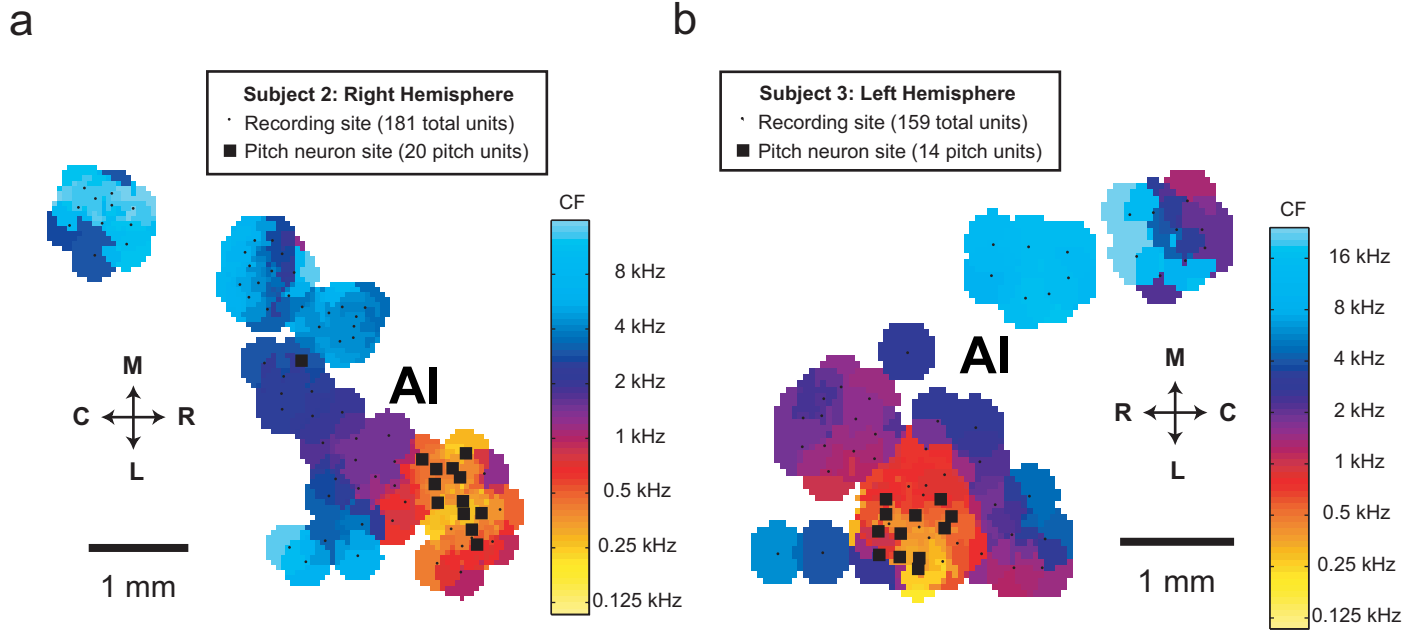 a
Subject 2: Right Hemisphere
Recording site (181 total units)
Pitch neuron site (20 pitch units)
CF
8 kHz
4 kHz
2 kHz
1 kHz
0.5 kHz
0.25 kHz
0.125 kHz
AI
M
C R
L
1 mm
b
Subject 3: Left Hemisphere
Recording site (159 total units)
Pitch neuron site (14 pitch units)
CF
16 kHz
8 kHz
4 kHz
2 kHz
1 kHz
0.5 kHz
0.25 kHz
0.125 kHz
AI
M
R C
L
1 mm